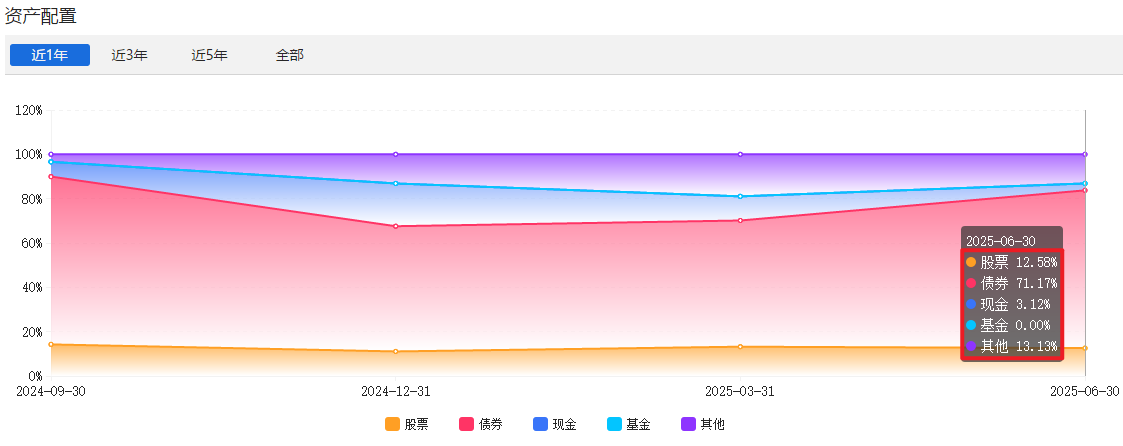 资产配置
近1年 近3年 近5年 全部
120%
100%
80%
60%
40%
20%
0%
2025-06-30
股票 12.58%
债券 71.17%
现金 3.12%
基金 0.00%
其他 13.13%
2024-09-30 2024-12-31 2025-03-31 2025-06-30
股票 债券 现金 基金 其他